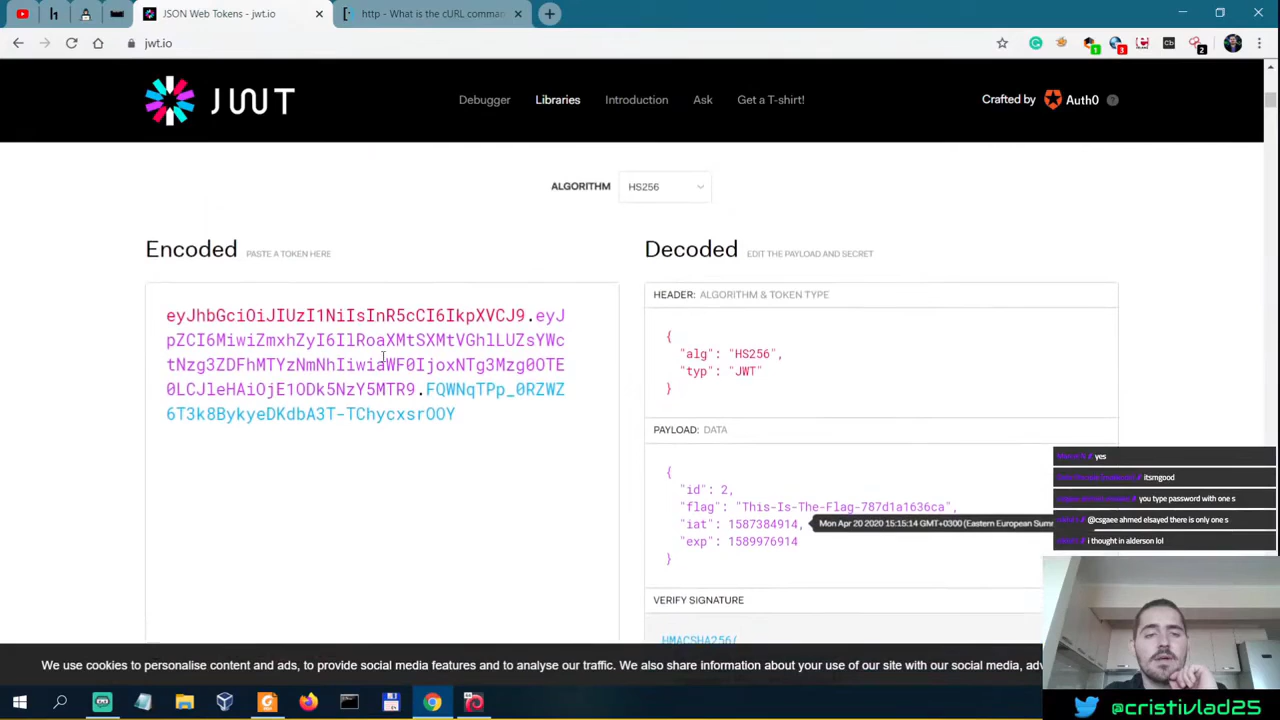 JSON Web Tokens - jwt.io
http - What is the cURL comman
jwt.io
1
3
Cb
2
JWT
Debugger
Libraries
Introduction
Ask
Get a T-shirt!
Crafted by
Auth0
?
ALGORITHM
HS256
Encoded
PASTE A TOKEN HERE
Decoded
EDIT THE PAYLOAD AND SECRET
eyJhbGciOiJIUzI1NiIsInR5cCI6IkpXVCJ9.eyJ
pZCI6MiwiZmxhZyI6IlRoaXMtSXMtVGhlLUZsYWc
tNzg3ZDFhMTYzNmNhIiwiaWF0IjoxNTg3Mzg0OTE
0LCJleHAiOjE1ODk5NzY5MTR9.FQWNqTPp_0RZWZ
6T3k8BykyeDKdbA3T-TChycxsrOOY
HEADER: ALGORITHM & TOKEN TYPE
{
"alg": "HS256",
"typ": "JWT"
}
PAYLOAD: DATA
{
"id": 2,
"flag": "This-Is-The-Flag-787d1a1636ca",
"iat": 1587384914,
Mon Apr 20 2020 15:15:14 GMT+0300 (Eastern European Sum
"exp": 1589976914
}
VERIFY SIGNATURE
HMACSHA256(
yes
itsmgood
you type password with one s
@csgaee ahmed elsayed there is only one s
i thought in alderson lol
We use cookies to personalise content and ads, to provide social media features and to analyse our traffic. We also share information about your use of our site with our social media, adv
@cristivlad25